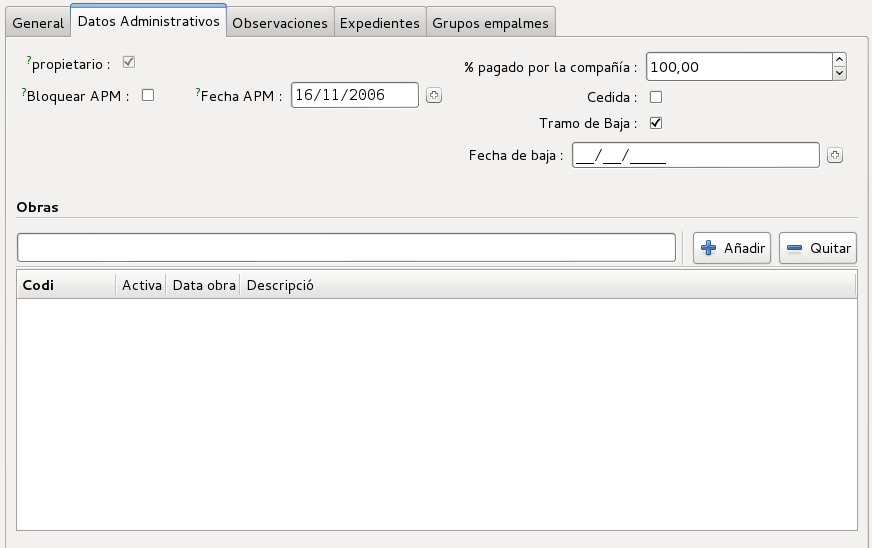 General Datos Administrativos Observaciones Expedientes Grupos empalmes
?propietario :
% pagado por la compañía : 100,00
?Bloquear APM : ?Fecha APM : 16/11/2006
Cedida :
Tramo de Baja :
Fecha de baja : __/__/____
Obras
Añadir Quitar
Codi Activa Data obra Descripció